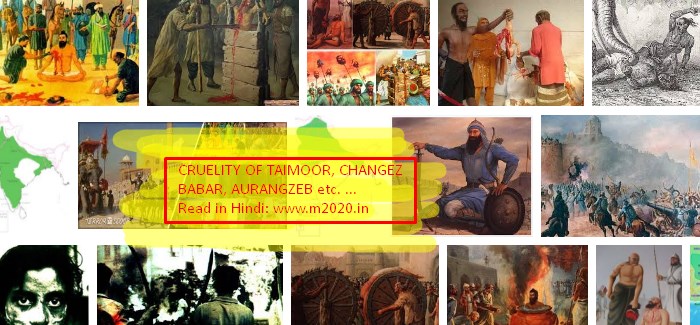 CRUELITY OF TAIMOOR, CHANGEZ
BABAR, AURANGZEB etc. ...
Read in Hindi: www.m2020.in